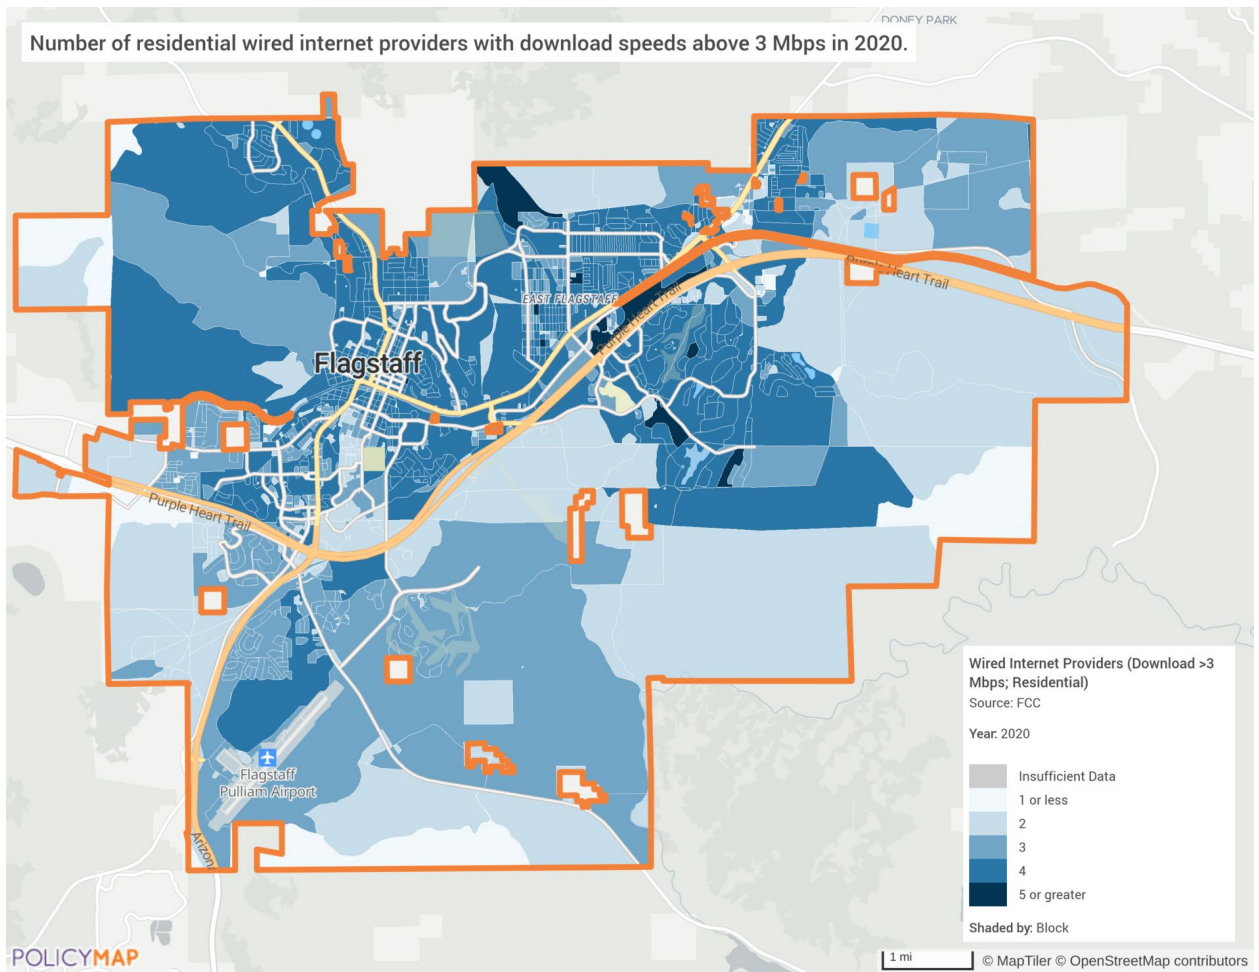 DONEY PARK
Number of residential wired internet providers with download speeds above 3 Mbps in 2020.
Purple Heart Trail
EAST FLAGSTAFF
Purple Heart Trail
Flagstaff
Purple Heart Trail
Flagstaff
Pulliam Airport
Arizona
Wired Internet Providers (Download >3
Mbps; Residential)
Source: FCC
Year: 2020
Insufficient Data
1 or less
2
3
4
5 or greater
Shaded by: Block
POLICYMAP
1 mi
© MapTiler © OpenStreetMap contributors